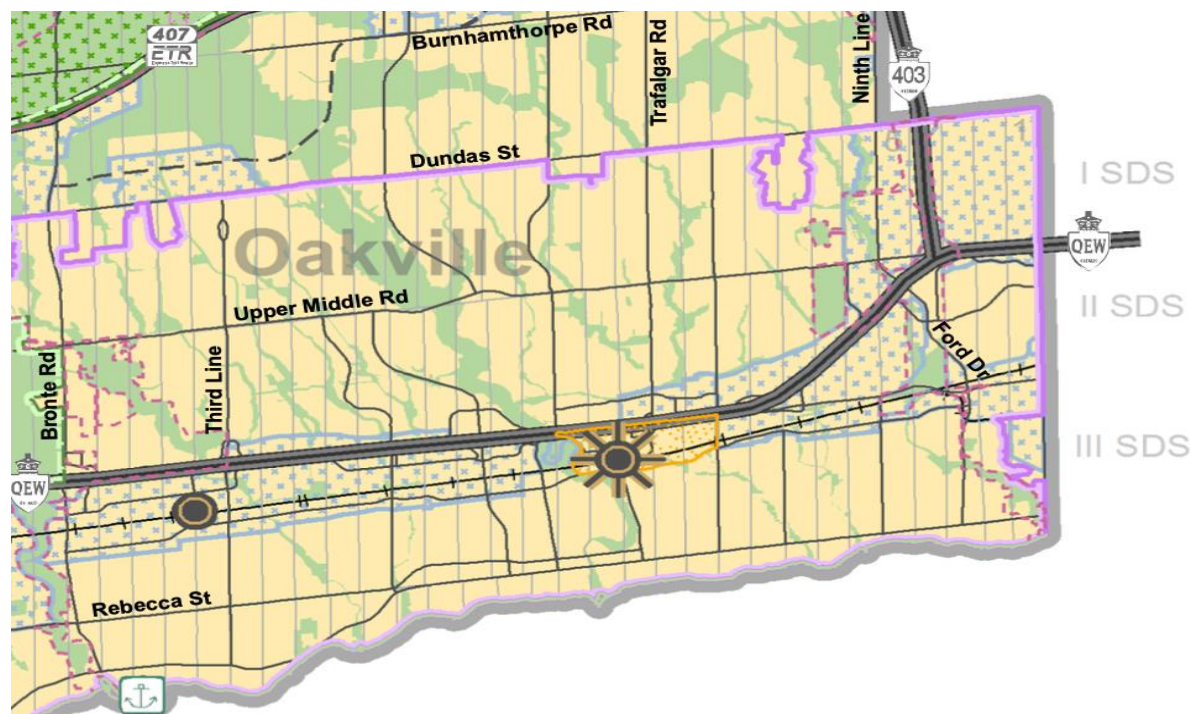 407
ETR
Burnhamthorpe Rd
Trafalgar Rd
Ninth Line
403
Dundas St
I SDS
Oakville
QEW
Upper Middle Rd
II SDS
Ford Dr
Bronte Rd
Third Line
III SDS
QEW
Rebecca St